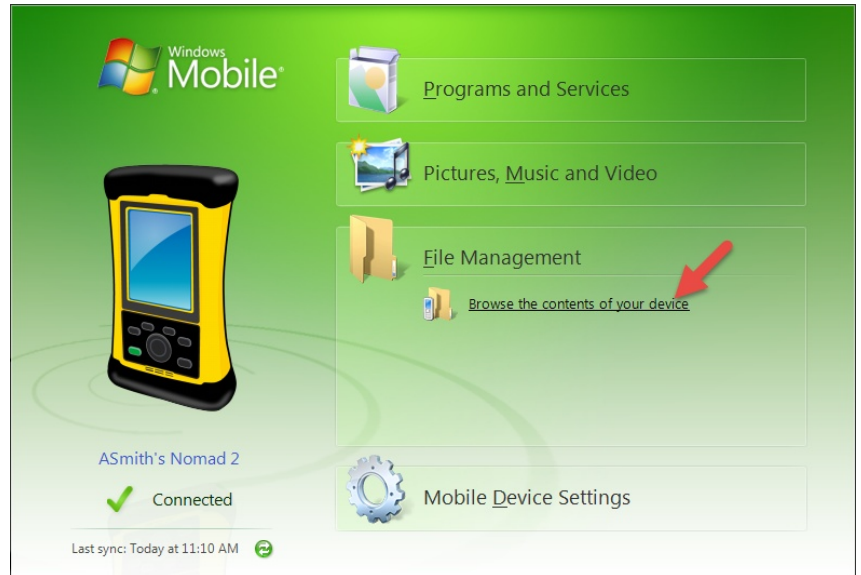 Windows
Mobile®
Programs and Services
Pictures, Music and Video
File Management
Browse the contents of your device
ASmith's Nomad 2
Connected
Mobile Device Settings
Last sync: Today at 11:10 AM